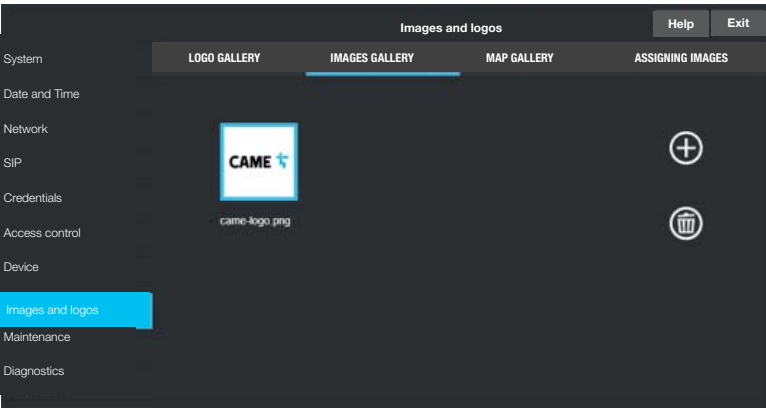 Images and logos
Help
Exit
System
Date and Time
Network
SIP
Credentials
Access control
Device
Images and logos
Maintenance
Diagnostics
LOGO GALLERY
IMAGES GALLERY
MAP GALLERY
ASSIGNING IMAGES
CAME
came-logo.png